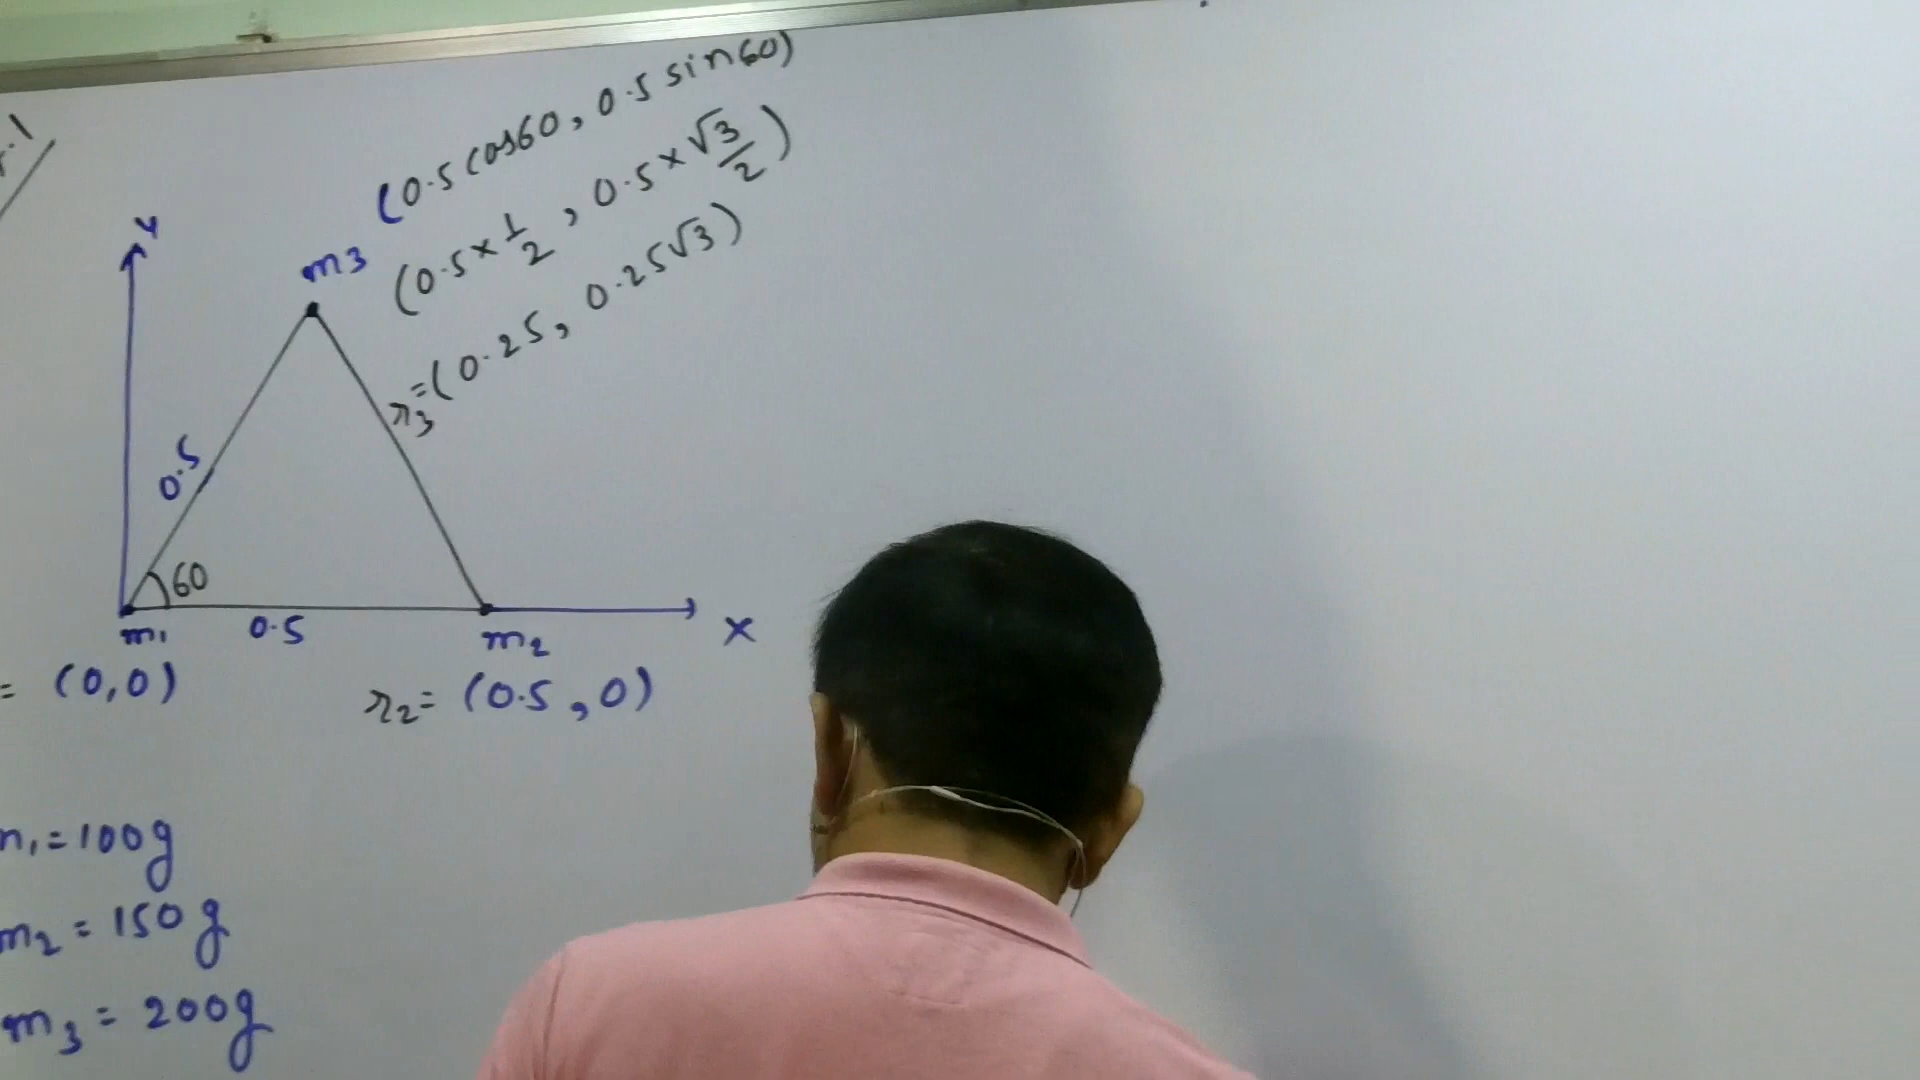 (0.5 cos60, 0.5 sin60)
(0.5 × 1/2, 0.5 × √3/2)
r3 = (0.25, 0.25√3)
Y
m3
0.5
60
m1
0.5
m2
X
= (0,0)
r2 = (0.5, 0)
m1 = 100g
m2 = 150g
m3 = 200g